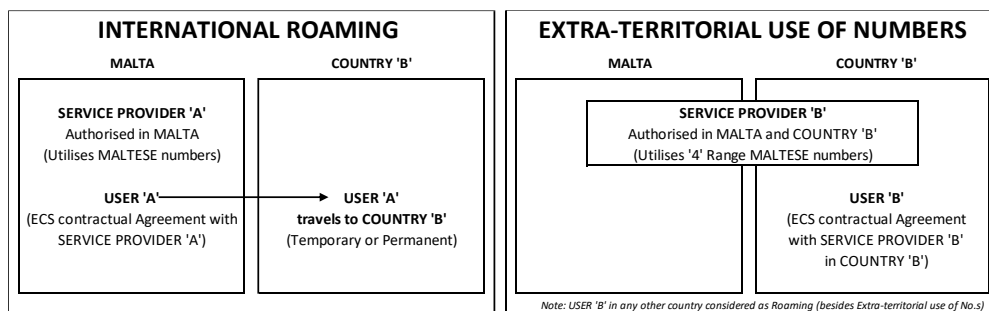 INTERNATIONAL ROAMING
MALTA
COUNTRY 'B'
SERVICE PROVIDER 'A'
Authorised in MALTA
(Utilises MALTESE numbers)
USER 'A'
(ECS contractual Agreement with
SERVICE PROVIDER 'A')
USER 'A'
travels to COUNTRY 'B'
(Temporary or Permanent)
EXTRA-TERRITORIAL USE OF NUMBERS
MALTA
COUNTRY 'B'
SERVICE PROVIDER 'B'
Authorised in MALTA and COUNTRY 'B'
(Utilises '4' Range MALTESE numbers)
USER 'B'
(ECS contractual Agreement
with SERVICE PROVIDER 'B'
in COUNTRY 'B')
Note: USER 'B' in any other country considered as Roaming (besides Extra-territorial use of No.s)